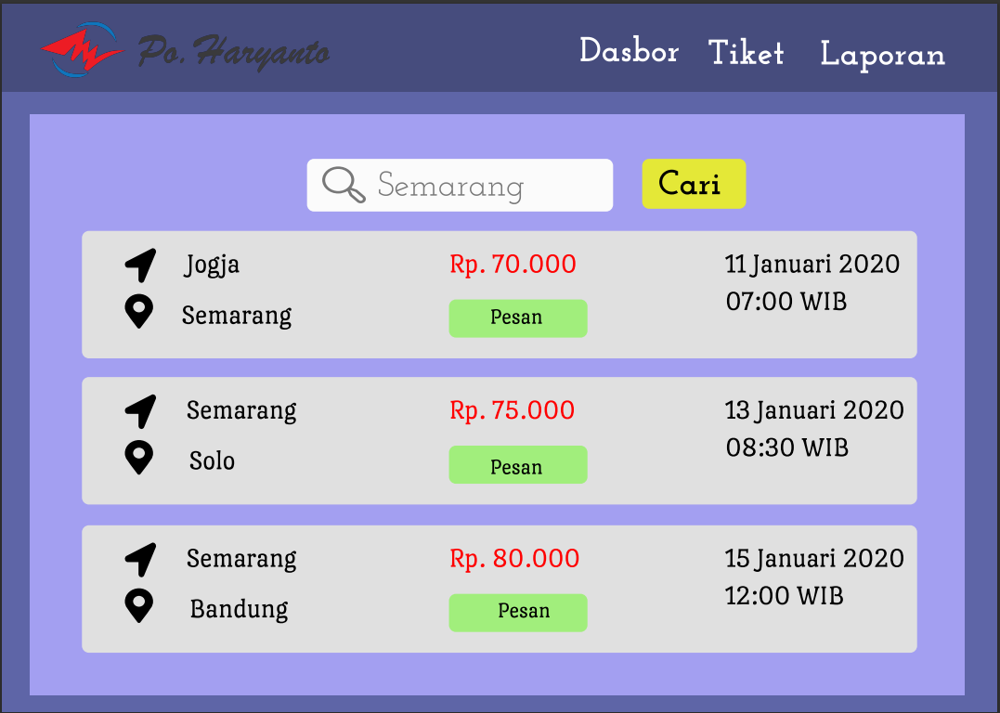 Po. Haryanto
Dasbor Tiket Laporan
Semarang Cari
Jogja Rp. 70.000 11 Januari 2020
Semarang Pesan 07:00 WIB
Semarang Rp. 75.000 13 Januari 2020
Solo Pesan 08:30 WIB
Semarang Rp. 80.000 15 Januari 2020
Bandung Pesan 12:00 WIB